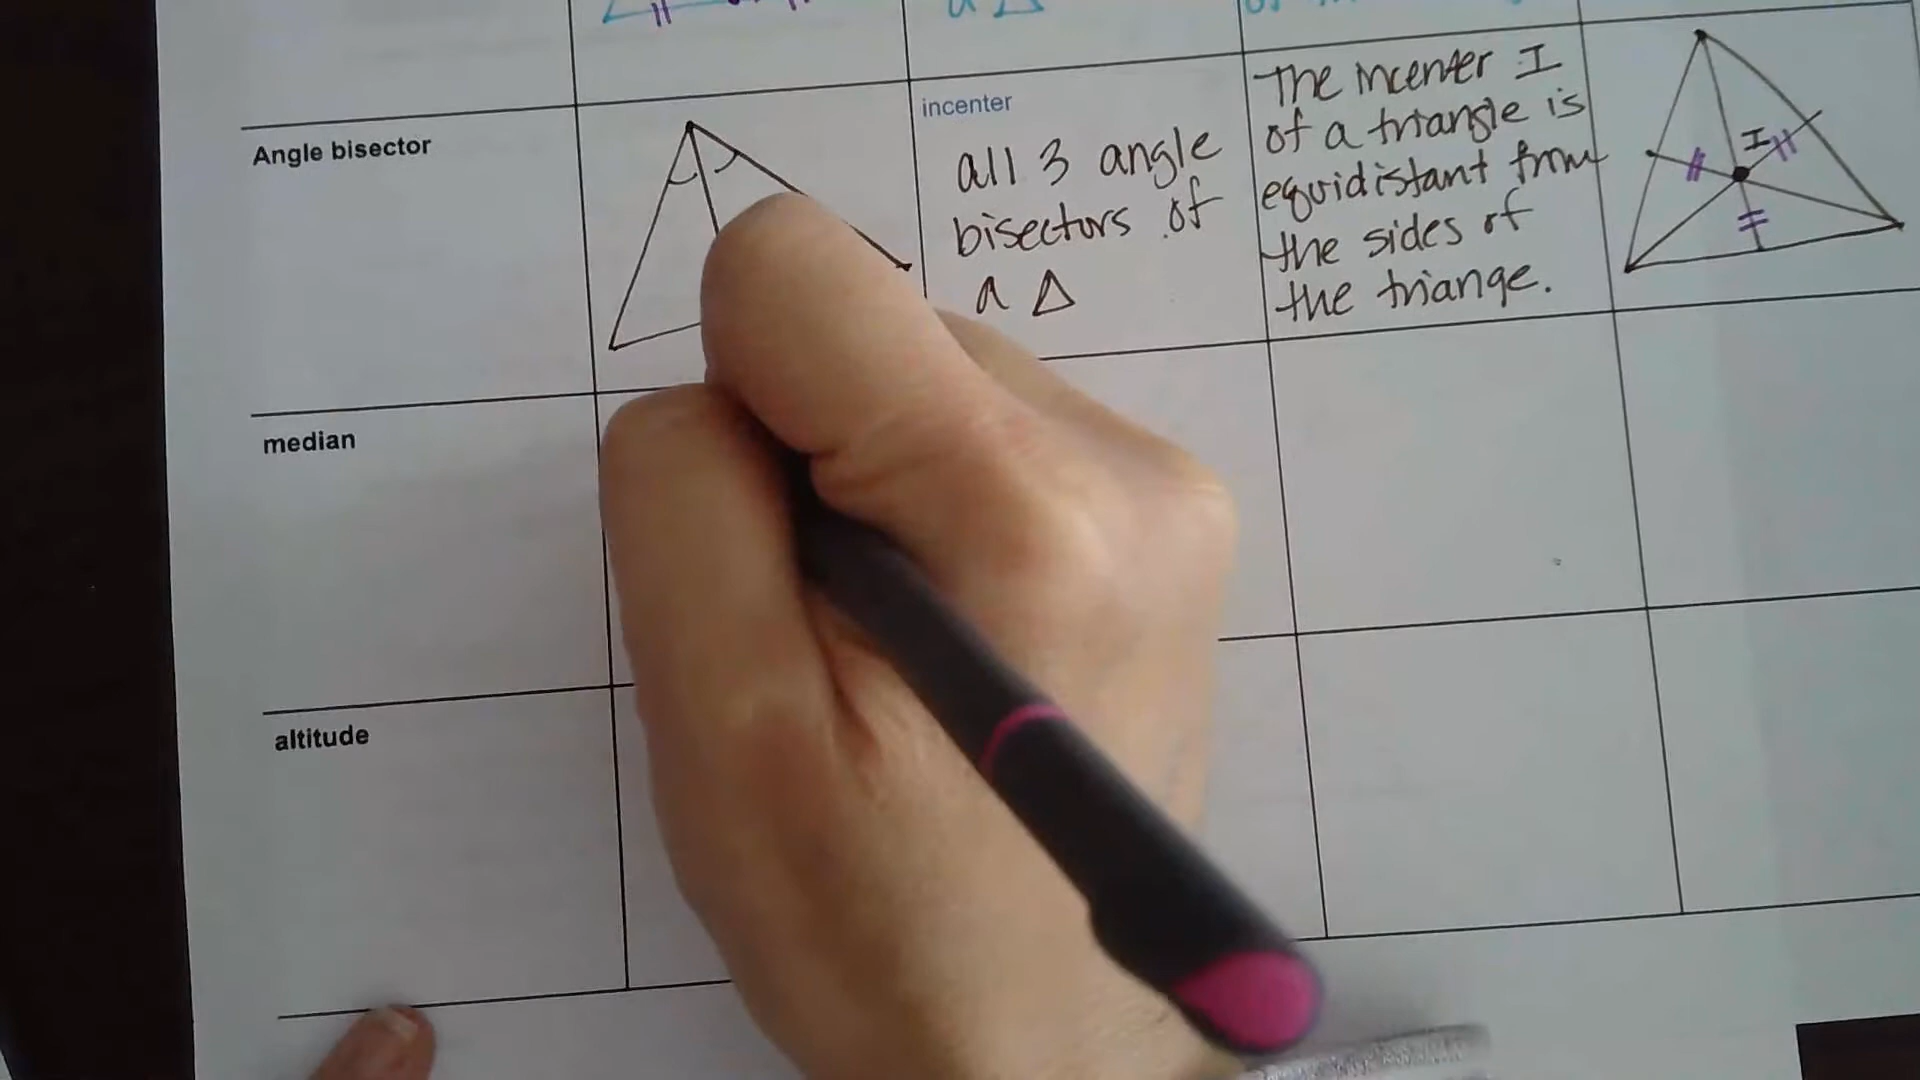 a Δ
Angle bisector
incenter
all 3 angle
bisectors of
a Δ
The incenter I
of a triangle is
equidistant from
the sides of
the triange.
I
median
altitude